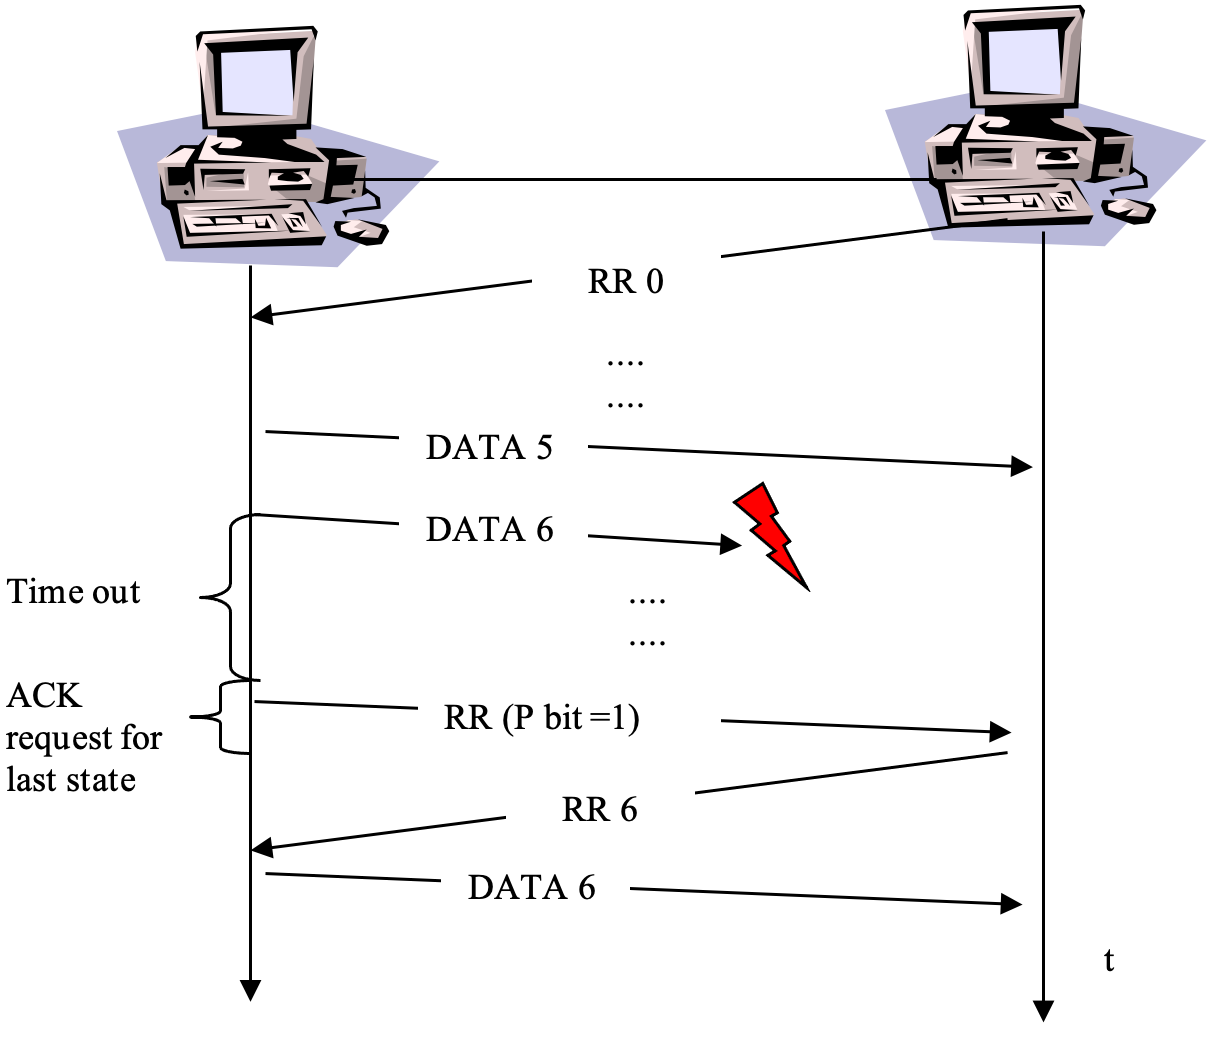 RR 0
....
....
DATA 5
DATA 6
Time out
....
....
ACK
request for
last state
RR (P bit =1)
RR 6
DATA 6
t